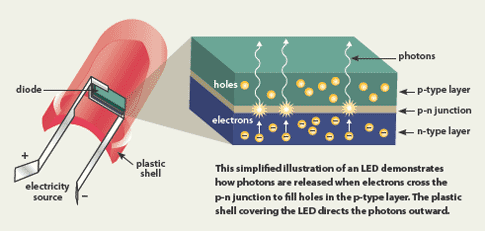 photons
holes
p-type layer
diode
p-n junction
electrons
n-type layer
+
plastic
shell
electricity
source
–
This simplified illustration of an LED demonstrates
how photons are released when electrons cross the
p-n junction to fill holes in the p-type layer. The plastic
shell covering the LED directs the photons outward.